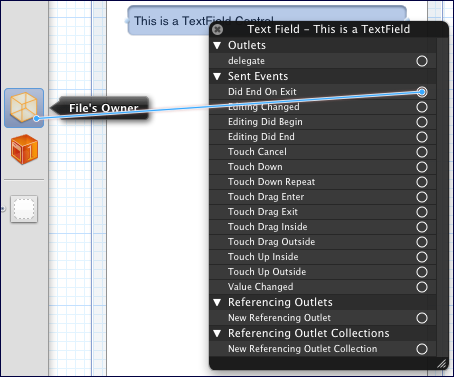 This is a TextField Control
Text Field – This is a TextField
Outlets
delegate
Sent Events
Did End On Exit
File's Owner
Editing Changed
Editing Did Begin
Editing Did End
Touch Cancel
Touch Down
Touch Down Repeat
Touch Drag Enter
Touch Drag Exit
Touch Drag Inside
Touch Drag Outside
Touch Up Inside
Touch Up Outside
Value Changed
Referencing Outlets
New Referencing Outlet
Referencing Outlet Collections
New Referencing Outlet Collection